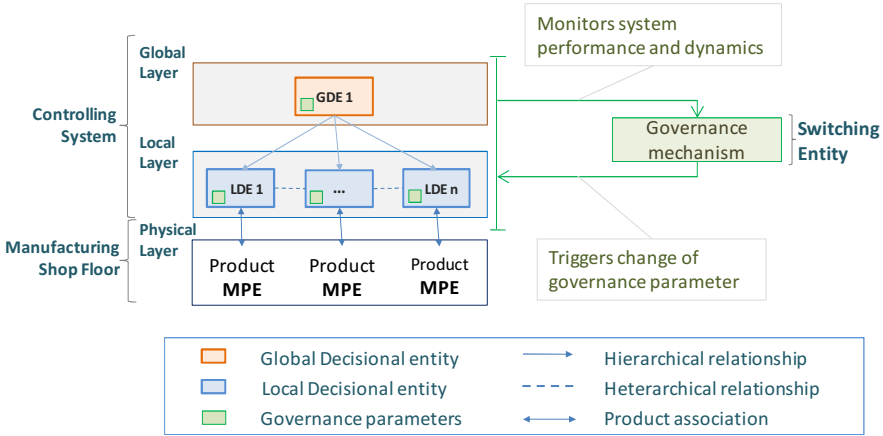 Monitors system
performance and dynamics
Global
Layer
GDE 1
Controlling
System
Governance
mechanism
Switching
Entity
Local
Layer
LDE 1
...
LDE n
Physical
Layer
Manufacturing
Shop Floor
Product
MPE
Product
MPE
Product
MPE
Triggers change of
governance parameter
Global Decisional entity
Hierarchical relationship
Local Decisional entity
Heterarchical relationship
Governance parameters
Product association